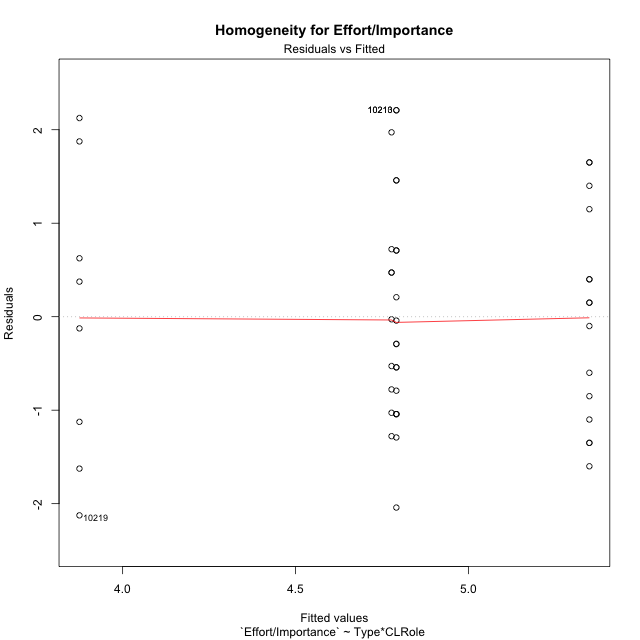 Homogeneity for Effort/Importance
Residuals vs Fitted
Residuals
2
1
0
-1
-2
10219
4.0
4.5
5.0
Fitted values
`Effort/Importance` ~ Type*CLRole